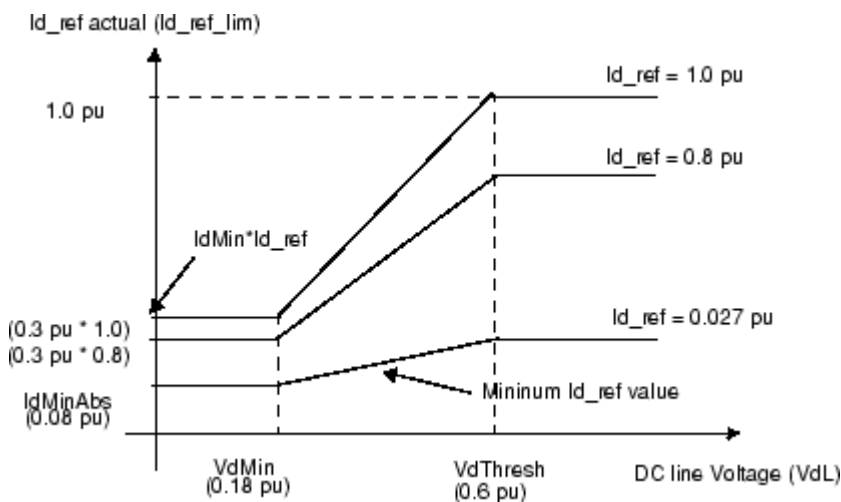 Id_ref actual (Id_ref_lim)
Id_ref = 1.0 pu
1.0 pu
Id_ref = 0.8 pu
IdMin*Id_ref
(0.3 pu * 1.0)
(0.3 pu * 0.8)
Id_ref = 0.027 pu
IdMinAbs
(0.08 pu)
Mininum Id_ref value
VdMin
(0.18 pu)
VdThresh
(0.6 pu)
DC line Voltage (VdL)